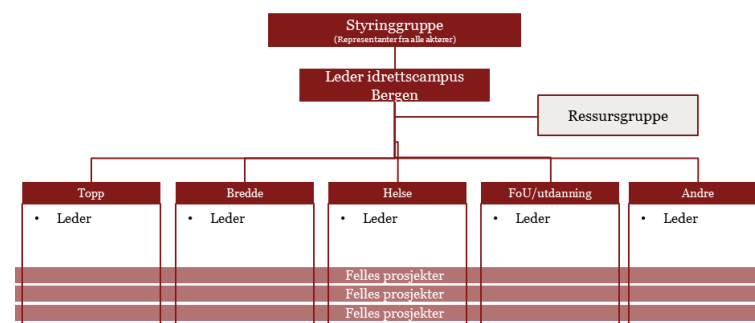 Styringgruppe
(Representanter fra alle aktører)
Leder idrettscampus
Bergen
Ressursgruppe
Topp
Bredde
Helse
FoU/utdanning
Andre
• Leder
• Leder
• Leder
• Leder
• Leder
Felles prosjekter
Felles prosjekter
Felles prosjekter